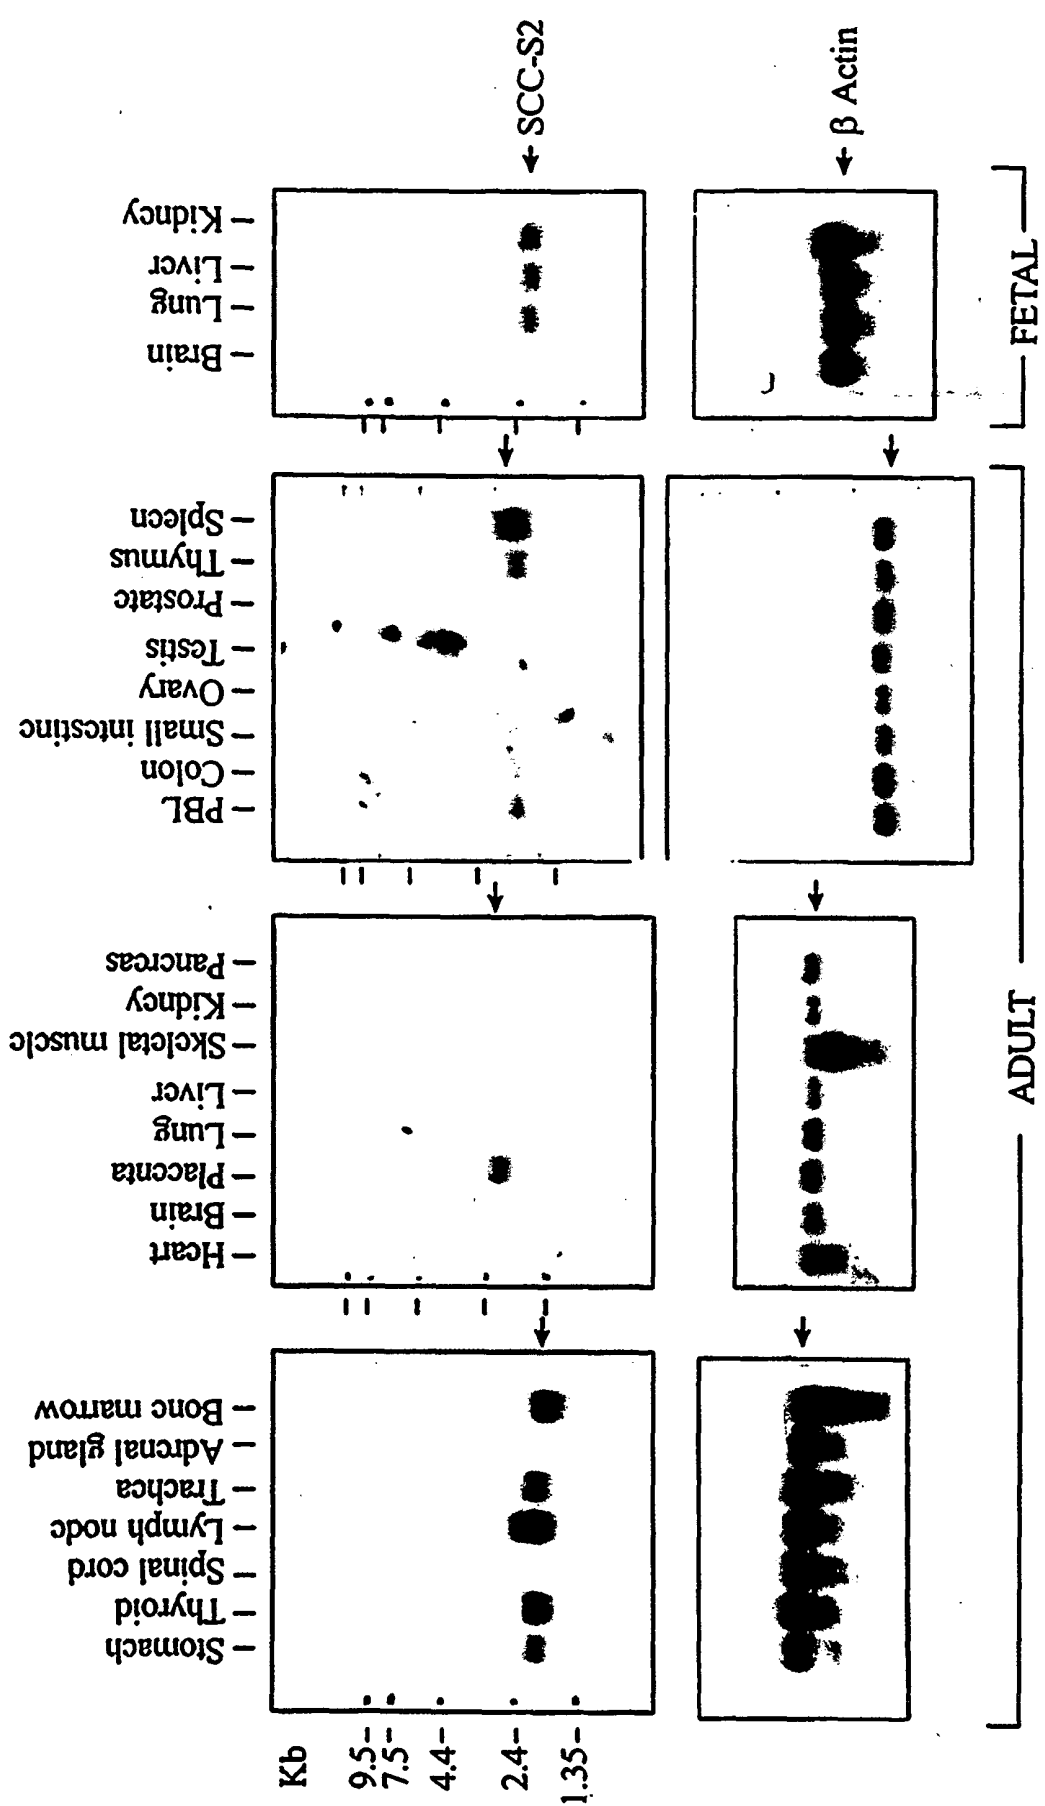 Kb
9.5
7.5
4.4
2.4
1.35
Stomach
Thyroid
Spinal cord
Lymph node
Trachea
Adrenal gland
Bone marrow
Heart
Brain
Placenta
Lung
Liver
Skeletal muscle
Kidney
Pancreas
PBL
Colon
Small intestine
Ovary
Testis
Prostate
Thymus
Spleen
Brain
Lung
Liver
Kidney
SCC-S2
β Actin
ADULT
FETAL